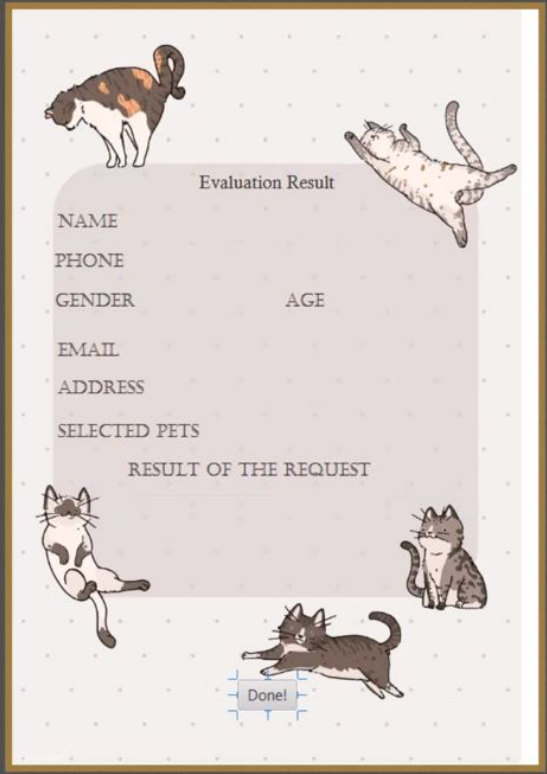 Evaluation Result
NAME
PHONE
GENDER AGE
EMAIL
ADDRESS
SELECTED PETS
RESULT OF THE REQUEST
Done!